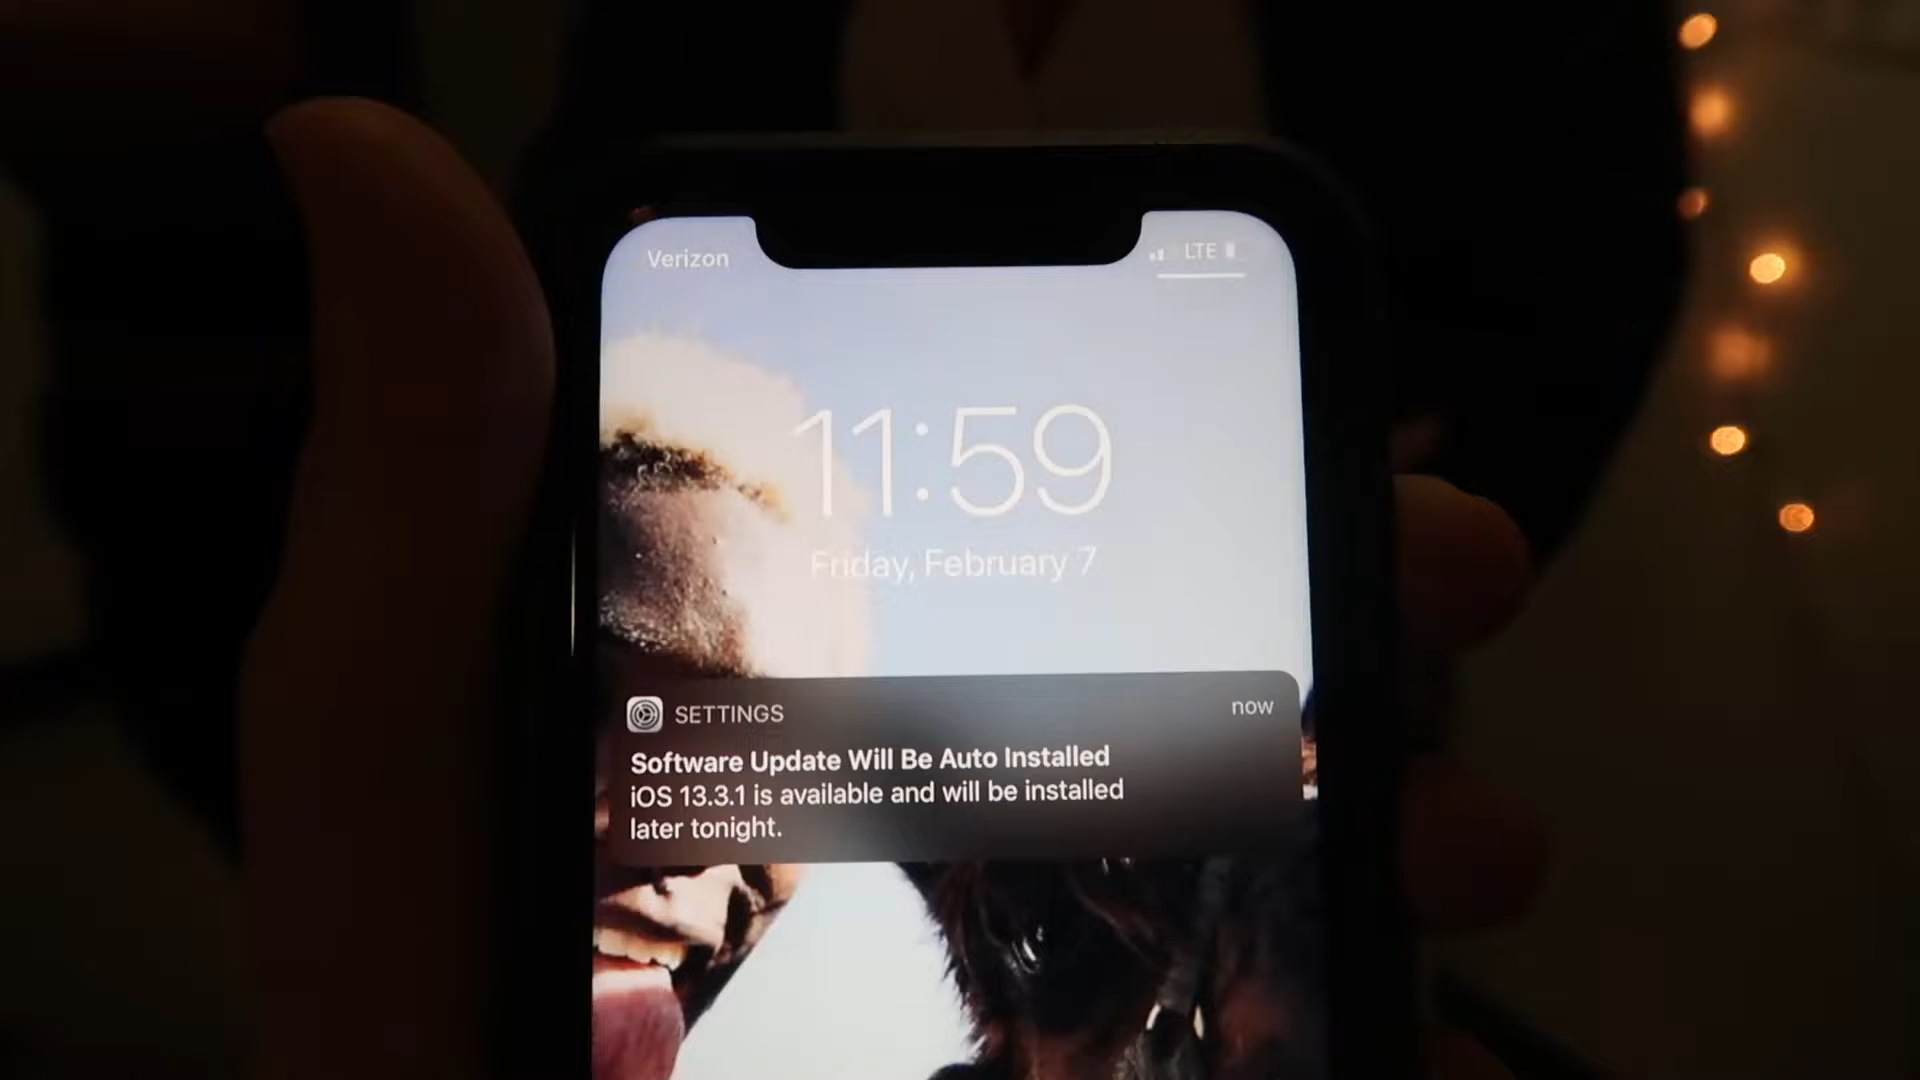 Verizon
LTE
11:59
Friday, February 7
SETTINGS
now
Software Update Will Be Auto Installed
iOS 13.3.1 is available and will be installed
later tonight.